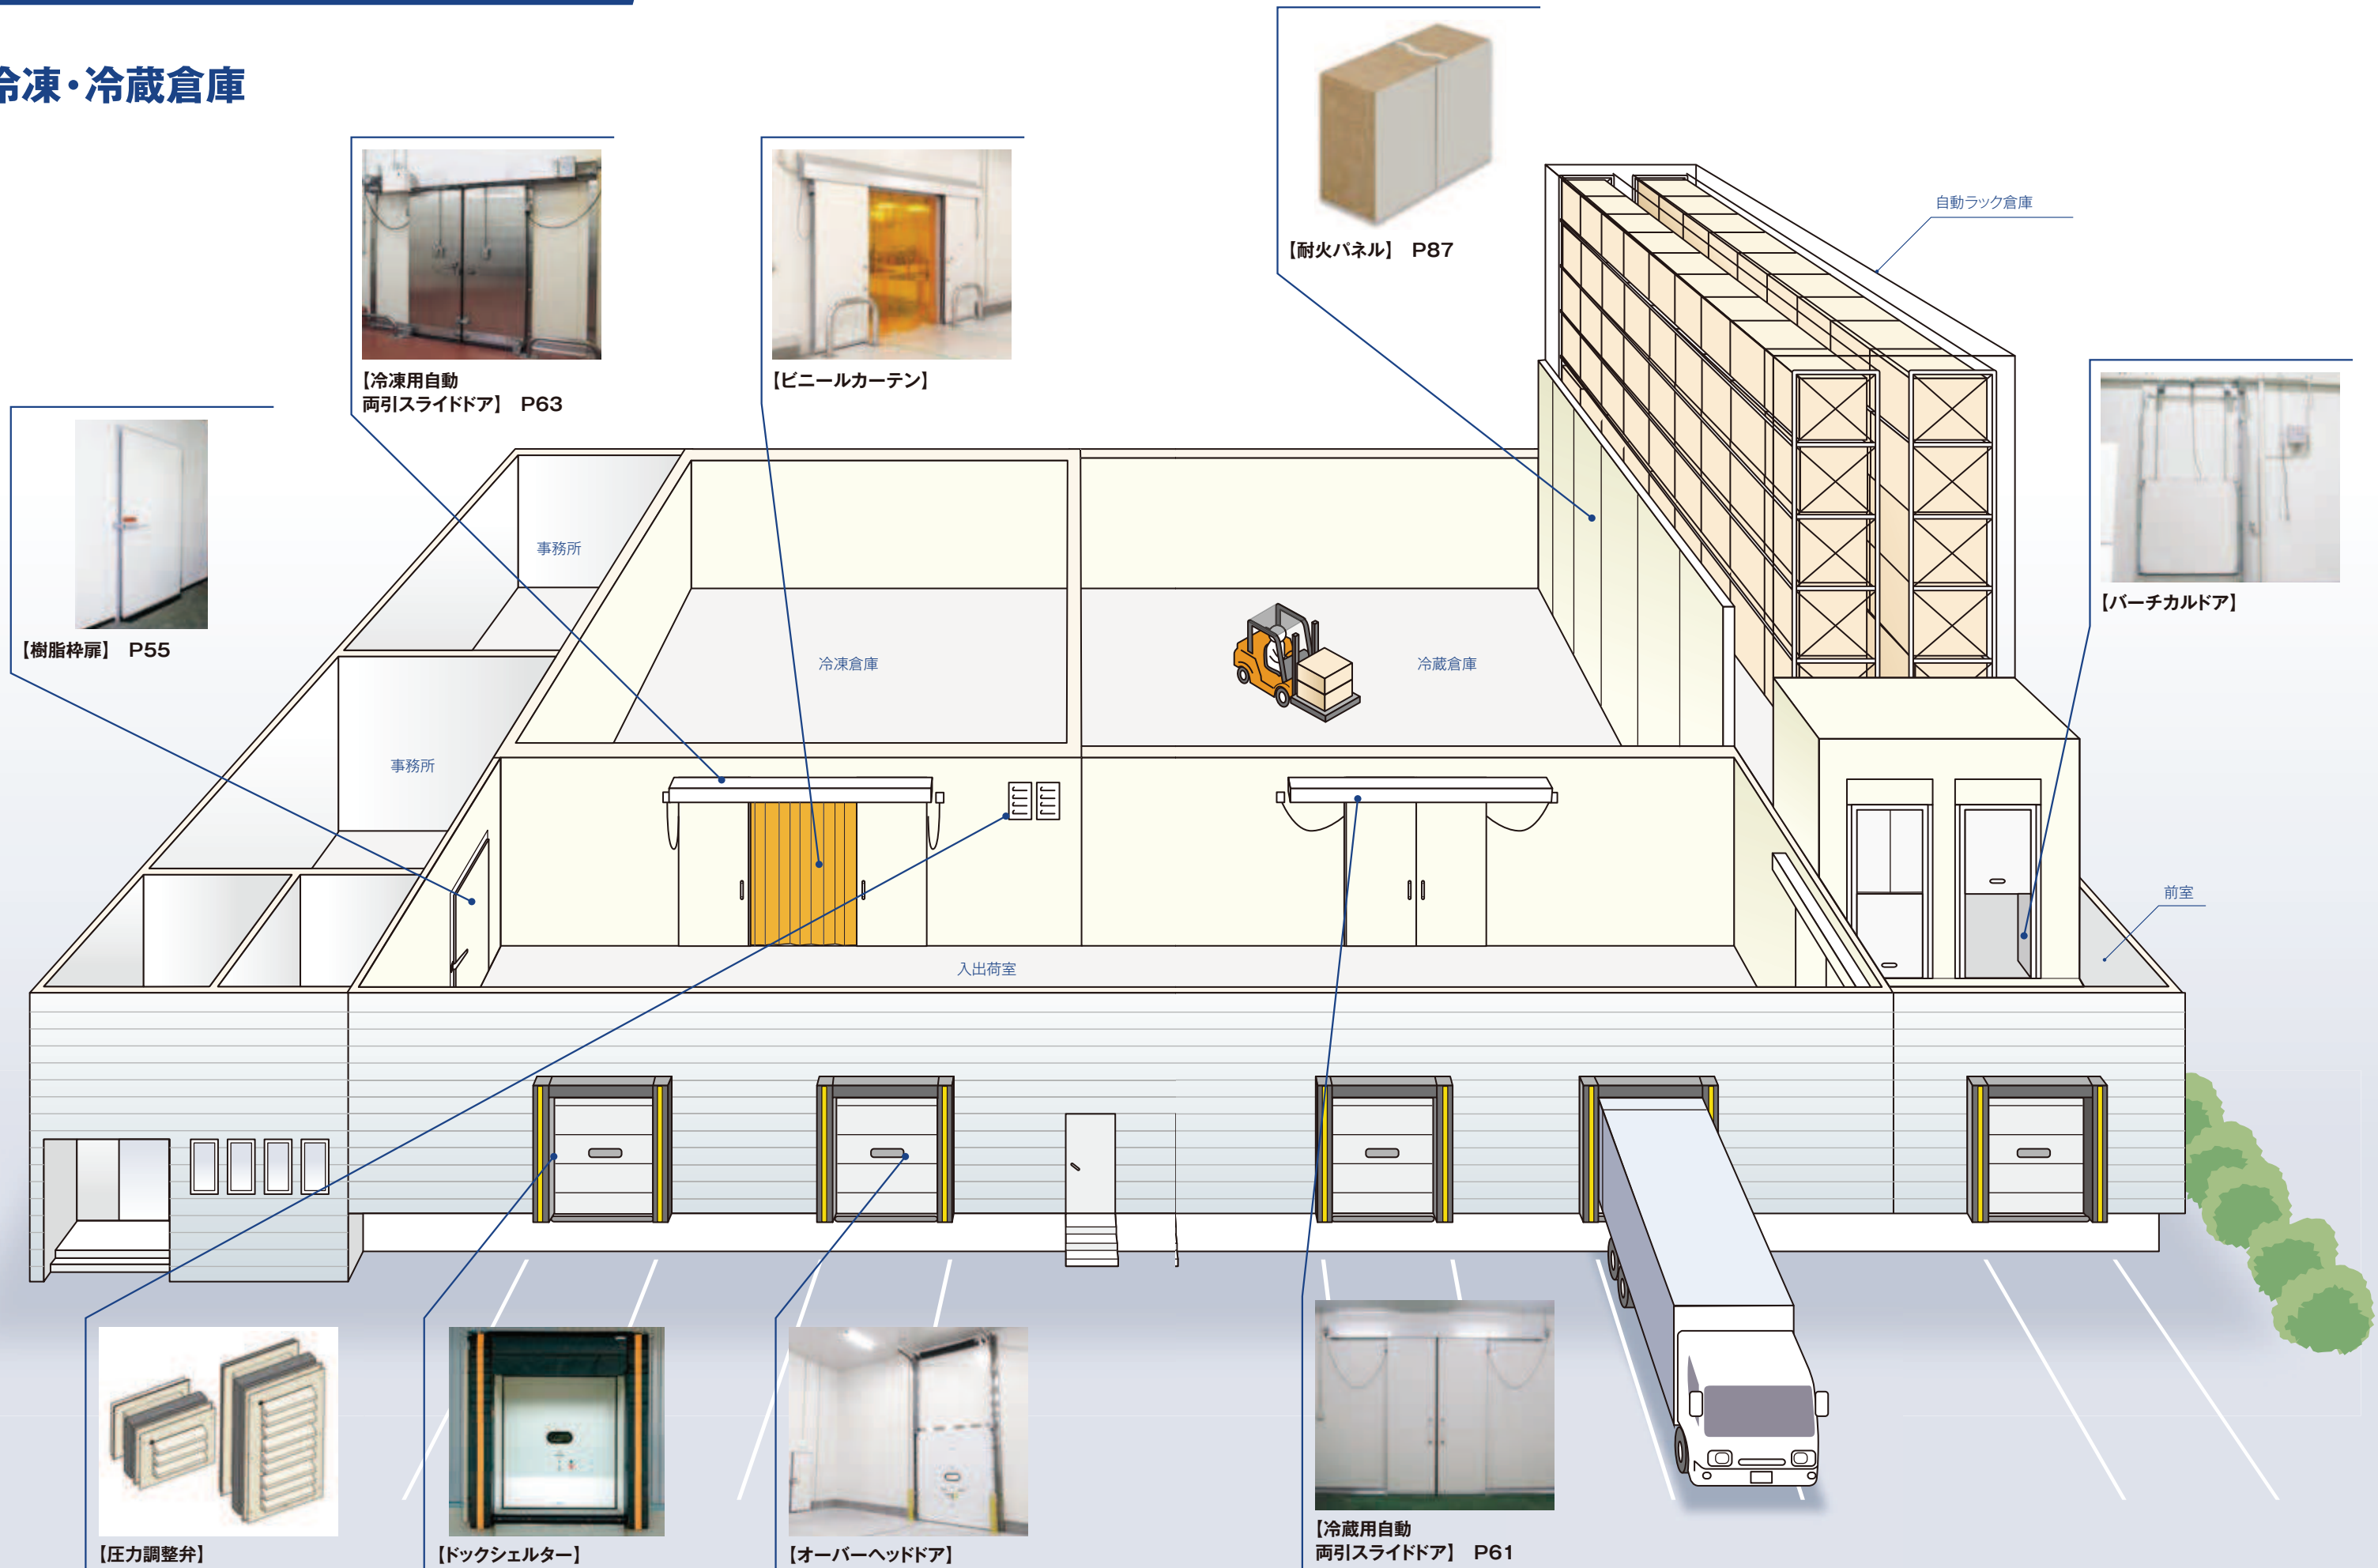 冷凍・冷蔵倉庫
【耐火パネル】 P87
自動ラック倉庫
【冷凍用自動
両引スライドドア】 P63
【ビニールカーテン】
【バーチカルドア】
【樹脂枠扉】 P55
事務所
冷凍倉庫
冷蔵倉庫
事務所
前室
入出荷室
【圧力調整弁】
【ドックシェルター】
【オーバーヘッドドア】
【冷蔵用自動
両引スライドドア】 P61